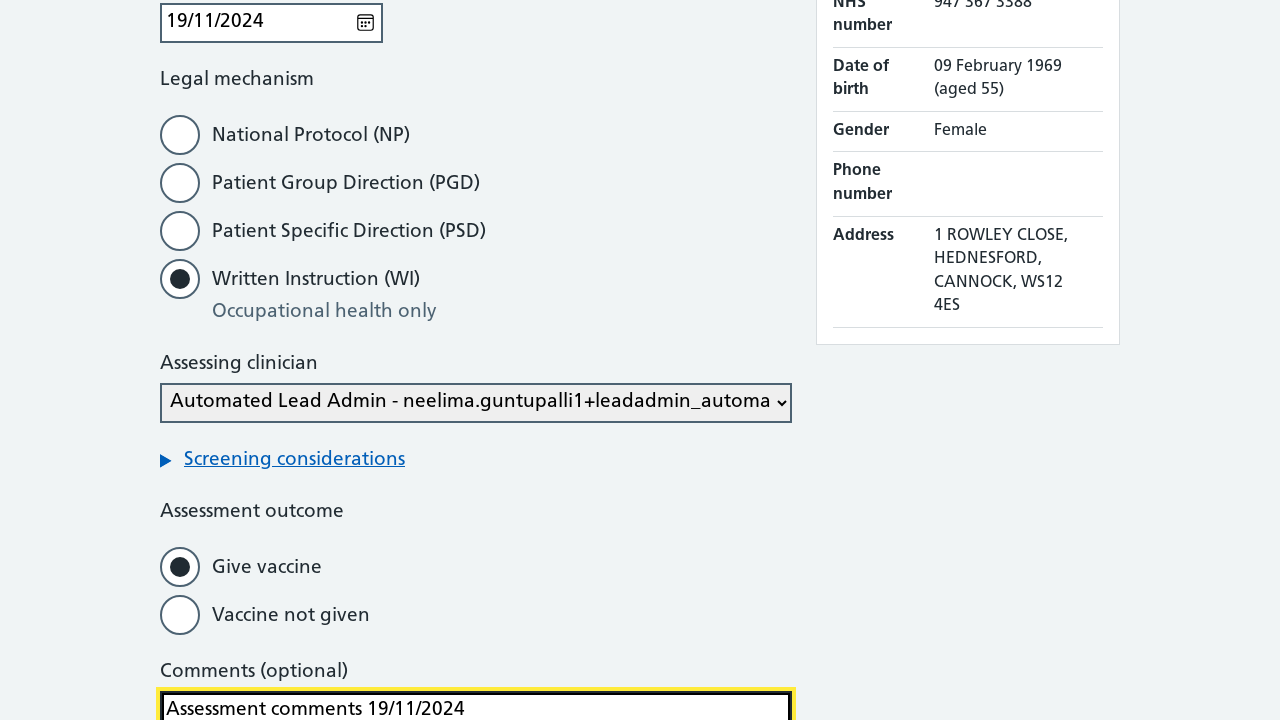 19/11/2024
Legal mechanism
National Protocol (NP)
Patient Group Direction (PGD)
Patient Specific Direction (PSD)
Written Instruction (WI)
Occupational health only
Assessing clinician
Automated Lead Admin - neelima.guntupalli1+leadadmin_automa
Screening considerations
Assessment outcome
Give vaccine
Vaccine not given
Comments (optional)
Assessment comments 19/11/2024
NHS 947 367 3388
number
Date of 09 February 1969
birth (aged 55)
Gender Female
Phone
number
Address 1 ROWLEY CLOSE,
HEDNESFORD,
CANNOCK, WS12
4ES